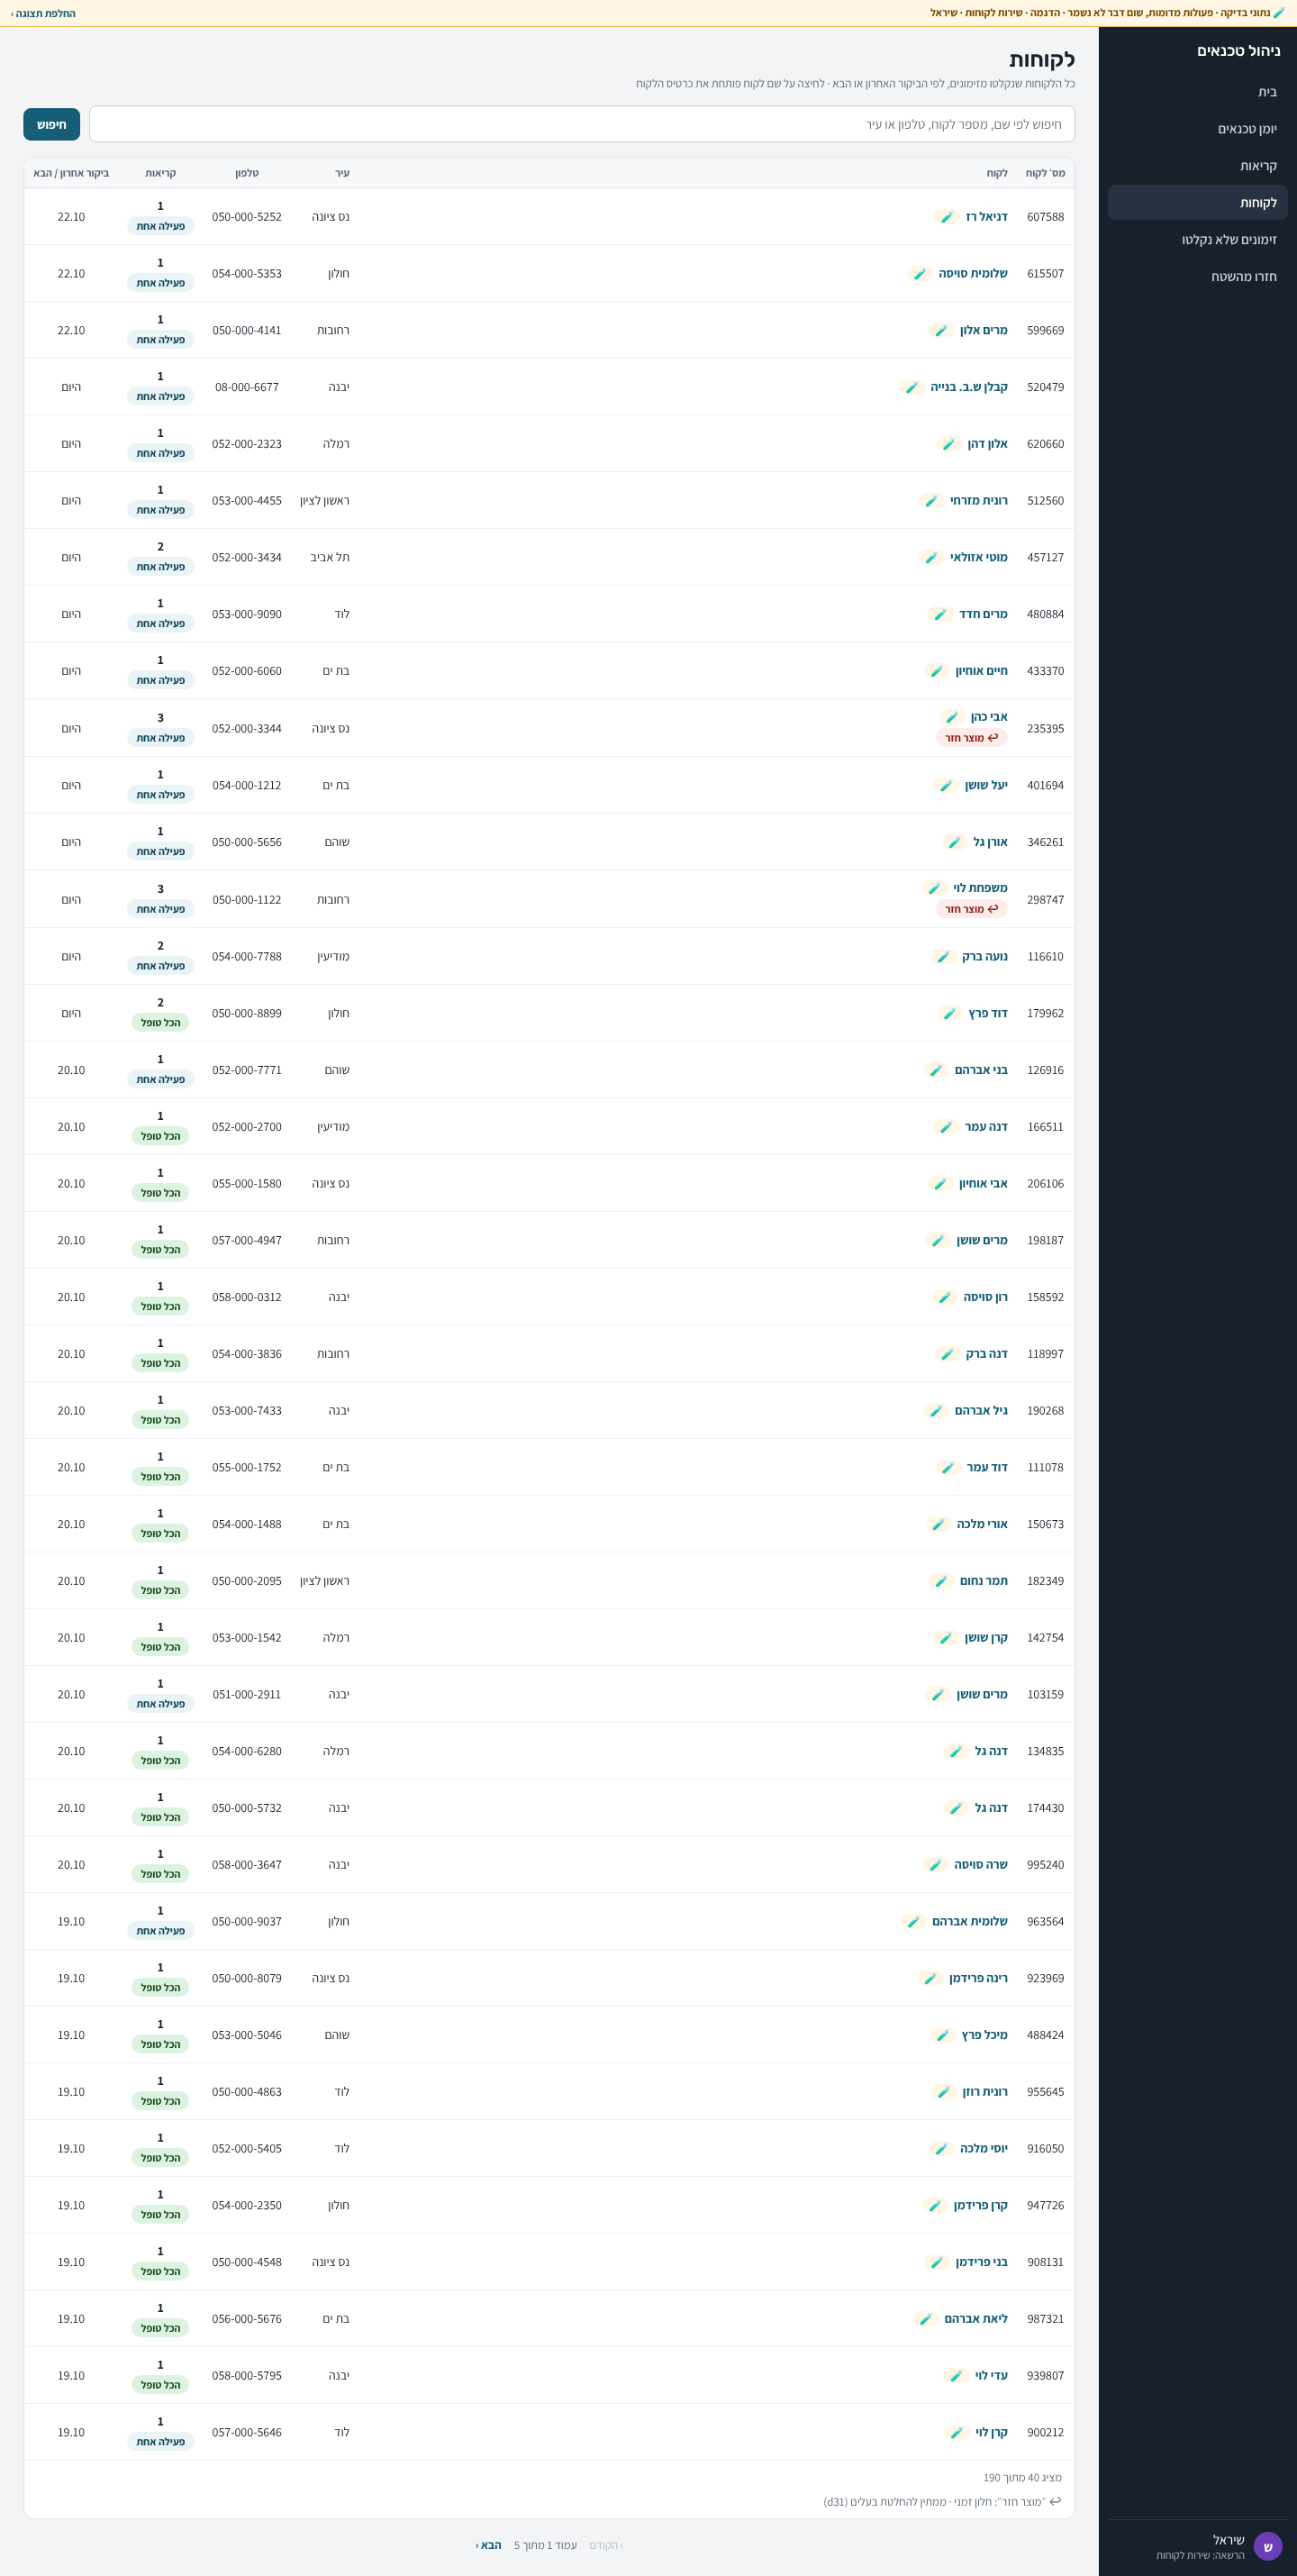 🧪 נתוני בדיקה · פעולות מדומות, שום דבר לא נשמר · הדגמה · שירות לקוחות · שיראל
החלפת תצוגה ›
ניהול טכנאים
בית
יומן טכנאים
קריאות
לקוחות
זימונים שלא נקלטו
חזרו מהשטח
לקוחות
כל הלקוחות שנקלטו מזימונים, לפי הביקור האחרון או הבא · לחיצה על שם לקוח פותחת את כרטיס הלקוח
חיפוש לפי שם, מספר לקוח, טלפון או עיר
חיפוש
מס׳ לקוח לקוח עיר טלפון קריאות ביקור אחרון / הבא
607588 דניאל רז 🧪 נס ציונה 050-000-5252 1 פעילה אחת 22.10
615507 שלומית סויסה 🧪 חולון 054-000-5353 1 פעילה אחת 22.10
599669 מרים אלון 🧪 רחובות 050-000-4141 1 פעילה אחת 22.10
520479 קבלן ש.ב. בנייה 🧪 יבנה 08-000-6677 1 פעילה אחת היום
620660 אלון דהן 🧪 רמלה 052-000-2323 1 פעילה אחת היום
512560 רונית מזרחי 🧪 ראשון לציון 053-000-4455 1 פעילה אחת היום
457127 מוטי אזולאי 🧪 תל אביב 052-000-3434 2 פעילה אחת היום
480884 מרים חדד 🧪 לוד 053-000-9090 1 פעילה אחת היום
433370 חיים אוחיון 🧪 בת ים 052-000-6060 1 פעילה אחת היום
235395 אבי כהן 🧪 ↩ מוצר חזר נס ציונה 052-000-3344 3 פעילה אחת היום
401694 יעל שושן 🧪 בת ים 054-000-1212 1 פעילה אחת היום
346261 אורן גל 🧪 שוהם 050-000-5656 1 פעילה אחת היום
298747 משפחת לוי 🧪 ↩ מוצר חזר רחובות 050-000-1122 3 פעילה אחת היום
116610 נועה ברק 🧪 מודיעין 054-000-7788 2 פעילה אחת היום
179962 דוד פרץ 🧪 חולון 050-000-8899 2 הכל טופל היום
126916 בני אברהם 🧪 שוהם 052-000-7771 1 פעילה אחת 20.10
166511 דנה עמר 🧪 מודיעין 052-000-2700 1 הכל טופל 20.10
206106 אבי אוחיון 🧪 נס ציונה 055-000-1580 1 הכל טופל 20.10
198187 מרים שושן 🧪 רחובות 057-000-4947 1 הכל טופל 20.10
158592 רון סויסה 🧪 יבנה 058-000-0312 1 הכל טופל 20.10
118997 דנה ברק 🧪 רחובות 054-000-3836 1 הכל טופל 20.10
190268 גיל אברהם 🧪 יבנה 053-000-7433 1 הכל טופל 20.10
111078 דוד עמר 🧪 בת ים 055-000-1752 1 הכל טופל 20.10
150673 אורי מלכה 🧪 בת ים 054-000-1488 1 הכל טופל 20.10
182349 תמר נחום 🧪 ראשון לציון 050-000-2095 1 הכל טופל 20.10
142754 קרן שושן 🧪 רמלה 053-000-1542 1 הכל טופל 20.10
103159 מרים שושן 🧪 יבנה 051-000-2911 1 פעילה אחת 20.10
134835 דנה גל 🧪 רמלה 054-000-6280 1 הכל טופל 20.10
174430 דנה גל 🧪 יבנה 050-000-5732 1 הכל טופל 20.10
995240 שרה סויסה 🧪 יבנה 058-000-3647 1 הכל טופל 20.10
963564 שלומית אברהם 🧪 חולון 050-000-9037 1 פעילה אחת 19.10
923969 רינה פרידמן 🧪 נס ציונה 050-000-8079 1 הכל טופל 19.10
488424 מיכל פרץ 🧪 שוהם 053-000-5046 1 הכל טופל 19.10
955645 רונית רוזן 🧪 לוד 050-000-4863 1 הכל טופל 19.10
916050 יוסי מלכה 🧪 לוד 052-000-5405 1 הכל טופל 19.10
947726 קרן פרידמן 🧪 חולון 054-000-2350 1 הכל טופל 19.10
908131 בני פרידמן 🧪 נס ציונה 050-000-4548 1 הכל טופל 19.10
987321 ליאת אברהם 🧪 בת ים 056-000-5676 1 הכל טופל 19.10
939807 עדי לוי 🧪 יבנה 058-000-5795 1 הכל טופל 19.10
900212 קרן לוי 🧪 לוד 057-000-5646 1 פעילה אחת 19.10
מציג 40 מתוך 190
↩ ״מוצר חזר״: חלון זמני · ממתין להחלטת בעלים (d31)
‹ הקודם עמוד 1 מתוך 5 הבא ›
ש
שיראל
הרשאה: שירות לקוחות